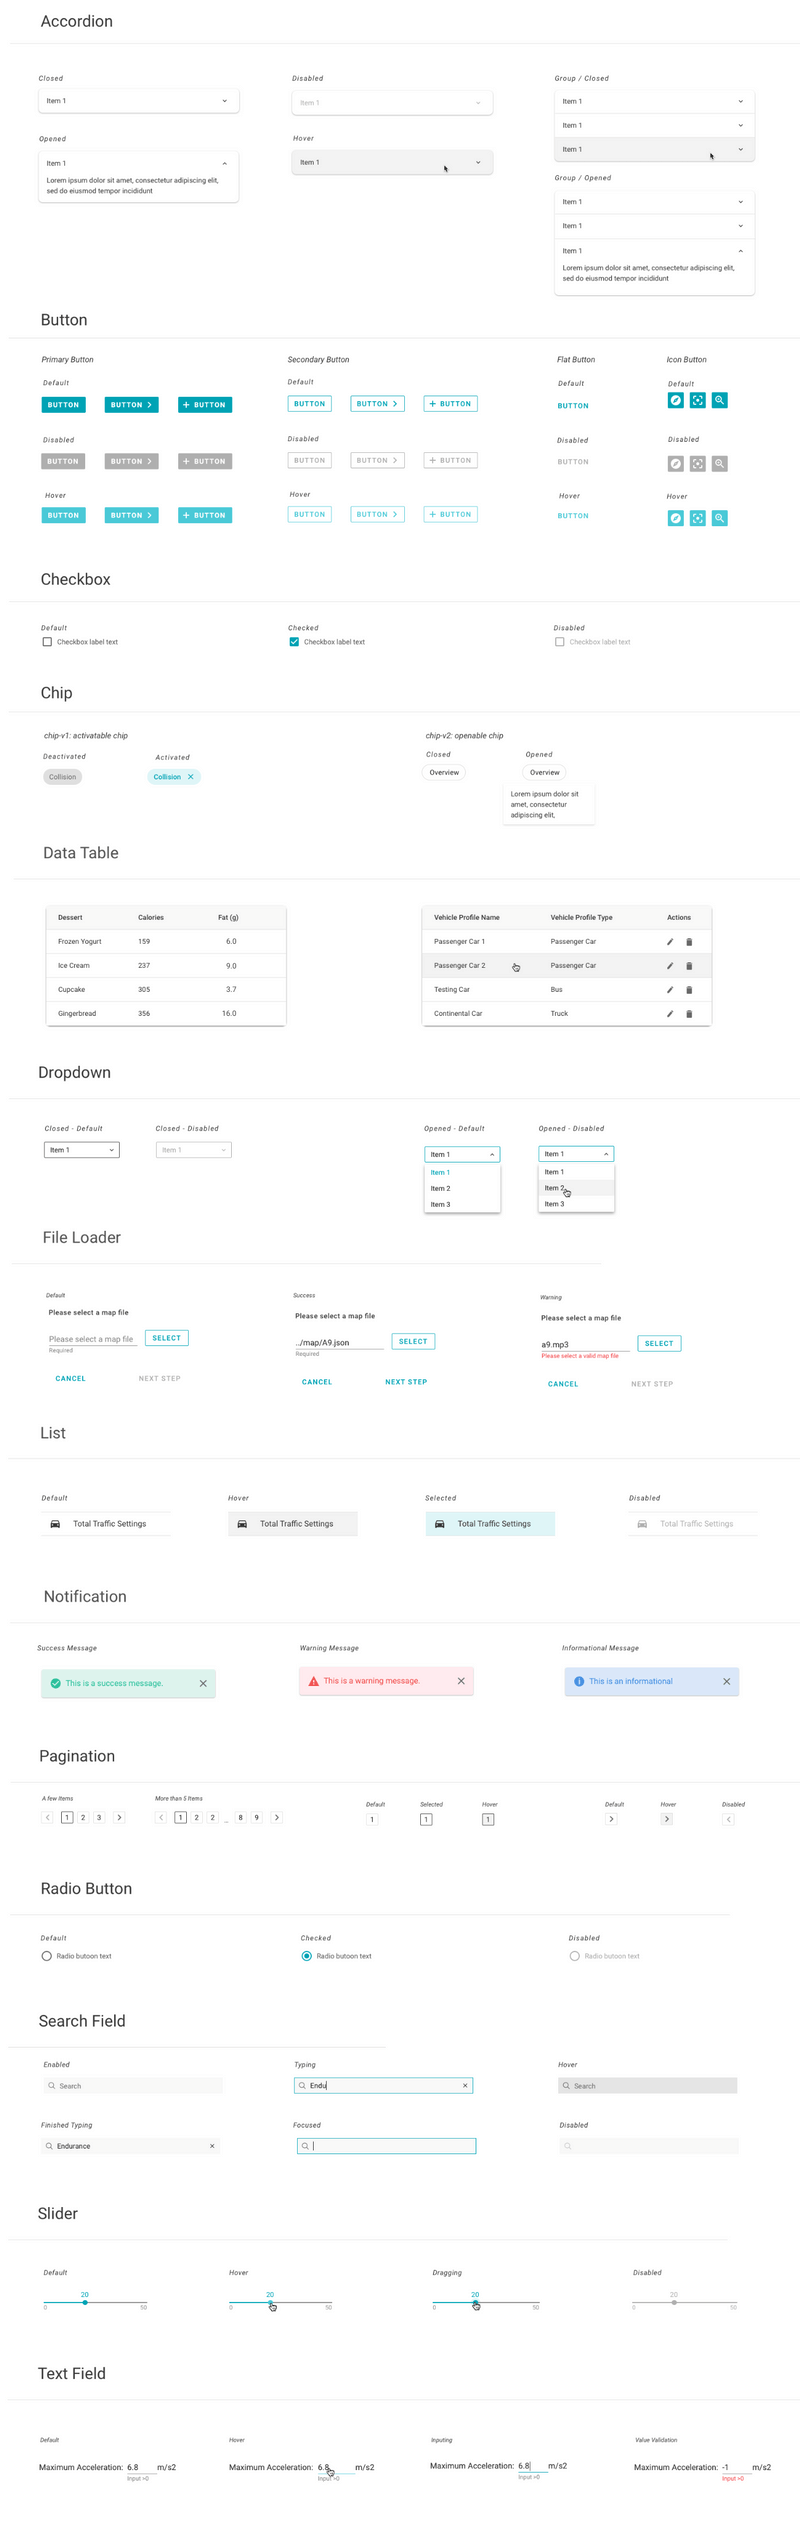 Accordion
Closed
Disabled
Group / Closed
Item 1
Item 1
Item 1
Item 1
Item 1
Opened
Hover
Item 1
Lorem ipsum dolor sit amet, consectetur adipiscing elit,
sed do eiusmod tempor incididunt
Item 1
Group / Opened
Item 1
Item 1
Item 1
Lorem ipsum dolor sit amet, consectetur adipiscing elit,
sed do eiusmod tempor incididunt
Button
Primary Button
Secondary Button
Flat Button
Icon Button
Default
Default
Default
Default
BUTTON
BUTTON
BUTTON
BUTTON
BUTTON
BUTTON
BUTTON
Disabled
Disabled
Disabled
Disabled
BUTTON
BUTTON
BUTTON
BUTTON
BUTTON
BUTTON
BUTTON
Hover
Hover
Hover
Hover
BUTTON
BUTTON
BUTTON
BUTTON
BUTTON
BUTTON
BUTTON
Checkbox
Default
Checked
Disabled
Checkbox label text
Checkbox label text
Checkbox label text
Chip
chip-v1: activatable chip
chip-v2: openable chip
Deactivated
Activated
Closed
Opened
Collision
Collision
Overview
Overview
Lorem ipsum dolor sit
amet, consectetur
adipiscing elit,
Data Table
Dessert Calories Fat (g)
Frozen Yogurt 159 6.0
Ice Cream 237 9.0
Cupcake 305 3.7
Gingerbread 356 16.0
Vehicle Profile Name Vehicle Profile Type Actions
Passenger Car 1 Passenger Car
Passenger Car 2 Passenger Car
Testing Car Bus
Continental Car Truck
Dropdown
Closed - Default
Closed - Disabled
Opened - Default
Opened - Disabled
Item 1
Item 1
Item 1
Item 1
Item 2
Item 3
Item 1
Item 1
Item 2
Item 3
File Loader
Default
Please select a map file
Please select a map file
SELECT
Required
CANCEL
NEXT STEP
Success
Please select a map file
../map/A9.json
SELECT
Required
CANCEL
NEXT STEP
Warning
Please select a map file
a9.mp3
SELECT
Please select a valid map file
CANCEL
NEXT STEP
List
Default
Hover
Selected
Disabled
Total Traffic Settings
Total Traffic Settings
Total Traffic Settings
Total Traffic Settings
Notification
Success Message
Warning Message
Informational Message
This is a success message.
This is a warning message.
This is an informational
Pagination
A few Items
More than 5 Items
Default
Selected
Hover
Default
Hover
Disabled
1 2 3
1 2 2 ... 8 9
1
1
1
Radio Button
Default
Checked
Disabled
Radio butoon text
Radio butoon text
Radio butoon text
Search Field
Enabled
Typing
Hover
Search
Endu
Search
Finished Typing
Focused
Disabled
Endurance
Slider
Default
Hover
Dragging
Disabled
20
0 50
20
0 50
20
0 50
20
0 50
Text Field
Default
Hover
Inputing
Value Validation
Maximum Acceleration: 6.8 m/s2
Input >0
Maximum Acceleration: 6.8 m/s2
Input >0
Maximum Acceleration: 6.8 m/s2
Input >0
Maximum Acceleration: -1 m/s2
Input >0